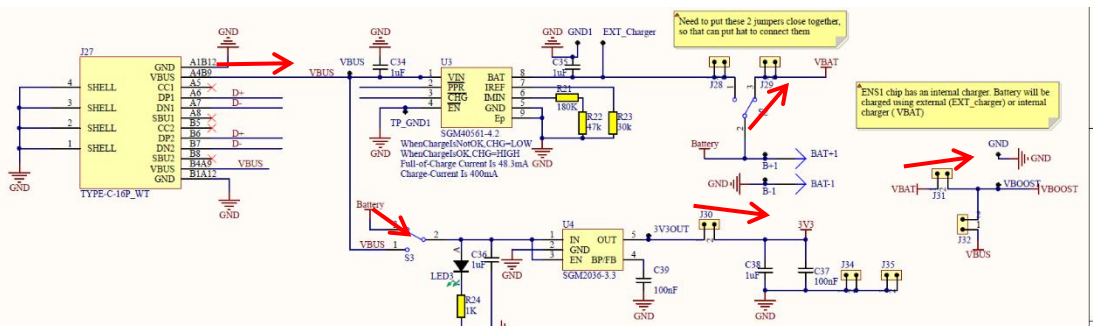 Need to put these 2 jumpers close together,
so that can put hat to connect them
ENS1 chip has an internal charger. Battery will be
charged using external (EXT_charger) or internal
charger ( VBAT)
J27
TYPE-C-16P_WT
4 SHELL
3 SHELL
2 SHELL
1 SHELL
GND A1B12
VBUS A4B9
CC1 A5
DP1 A6 D+
DN1 A7 D-
SBU1 A8
CC2 B5
DP2 B6 D+
DN2 B7 D-
SBU2 B8
VBUS B4A9 VBUS
GND B1A12
GND
GND
GND
VBUS
VBUS
GND
C34
1uF
TP_GND1
GND
U3
1 VIN
2 PPR
3 CHG
4 EN
BAT 8
IREF 7
IMIN 6
GND 5
Ep 9
SGM40561-4.2
WhenChargeIsNotOK,CHG=LOW
WhenChargeIsOK,CHG=HIGH
Full-of-Charge Current Is 48.3mA
Charge-Current Is 400mA
GND
GND1
EXT_Charger
C35
1uF
R21
180K
R22
47k
R23
30k
GND
J28
J29
VBAT
1
3
2
Battery
B+1
BAT+1
GND
B-1
BAT-1
GND
GND
VBAT
J31
VBOOST
VBOOST
J32
VBUS
Battery
VBUS 1
2
S3
LED3
A
R24
1K
C36
1uF
GND
U4
1 IN
2 GND
3 EN
OUT 5
BP/FB 4
SGM2036-3.3
3V3OUT
C39
100nF
GND
J30
3V3
C38
1uF
C37
100nF
J34
J35
GND